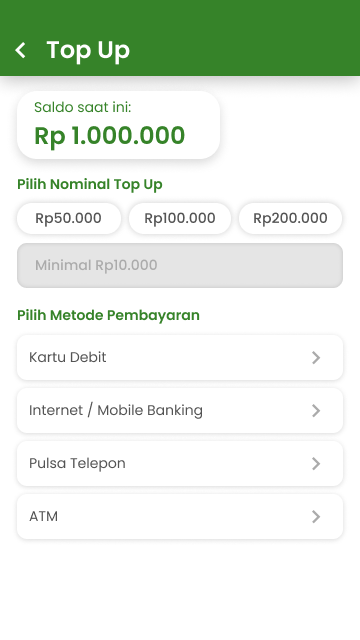 Top Up
Saldo saat ini:
Rp 1.000.000
Pilih Nominal Top Up
Rp50.000 Rp100.000 Rp200.000
Minimal Rp10.000
Pilih Metode Pembayaran
Kartu Debit
Internet / Mobile Banking
Pulsa Telepon
ATM